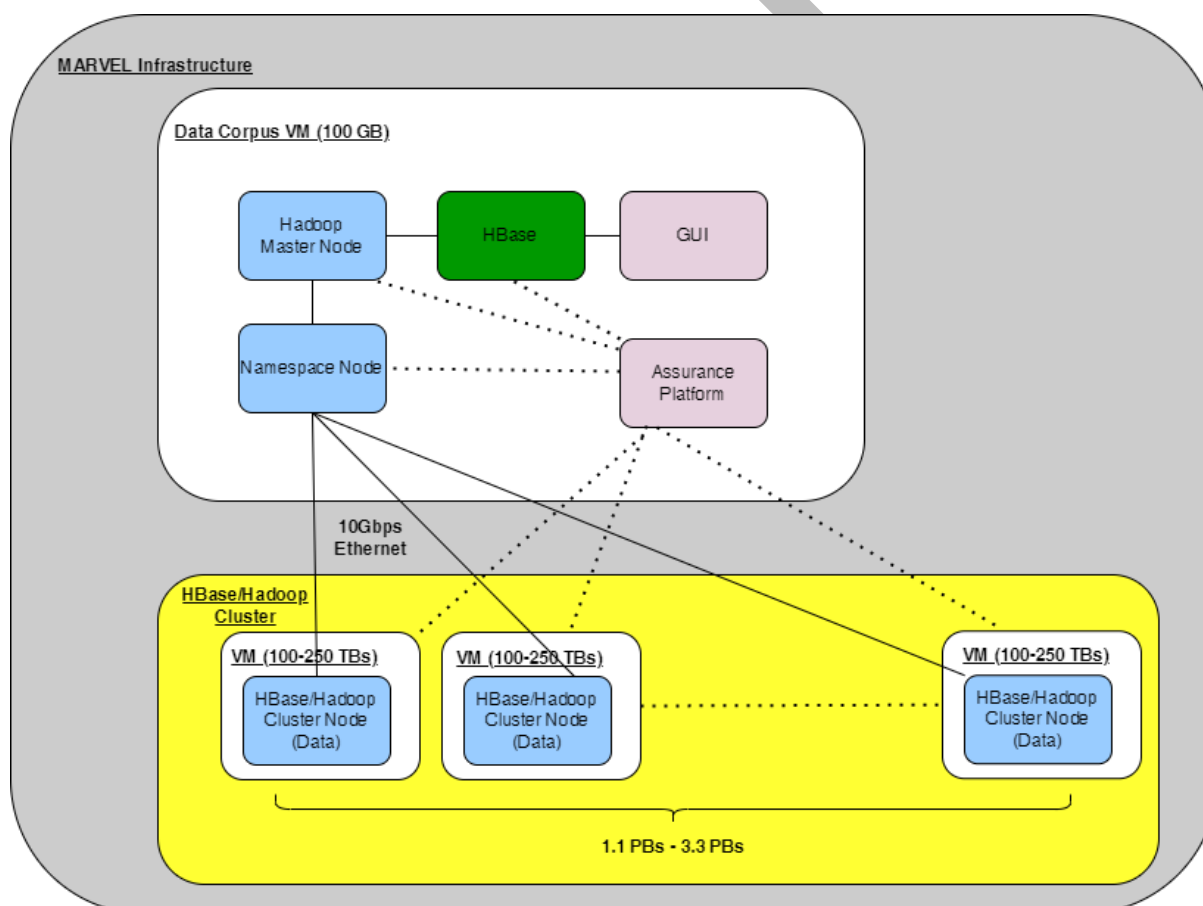 MARVEL Infrastructure
Data Corpus VM (100 GB)
Hadoop
Master Node
HBase
GUI
Namespace Node
Assurance
Platform
10Gbps
Ethernet
HBase/Hadoop
Cluster
VM (100-250 TBs)
HBase/Hadoop
Cluster Node
(Data)
VM (100-250 TBs)
HBase/Hadoop
Cluster Node
(Data)
VM (100-250 TBs)
HBase/Hadoop
Cluster Node
(Data)
1.1 PBs - 3.3 PBs